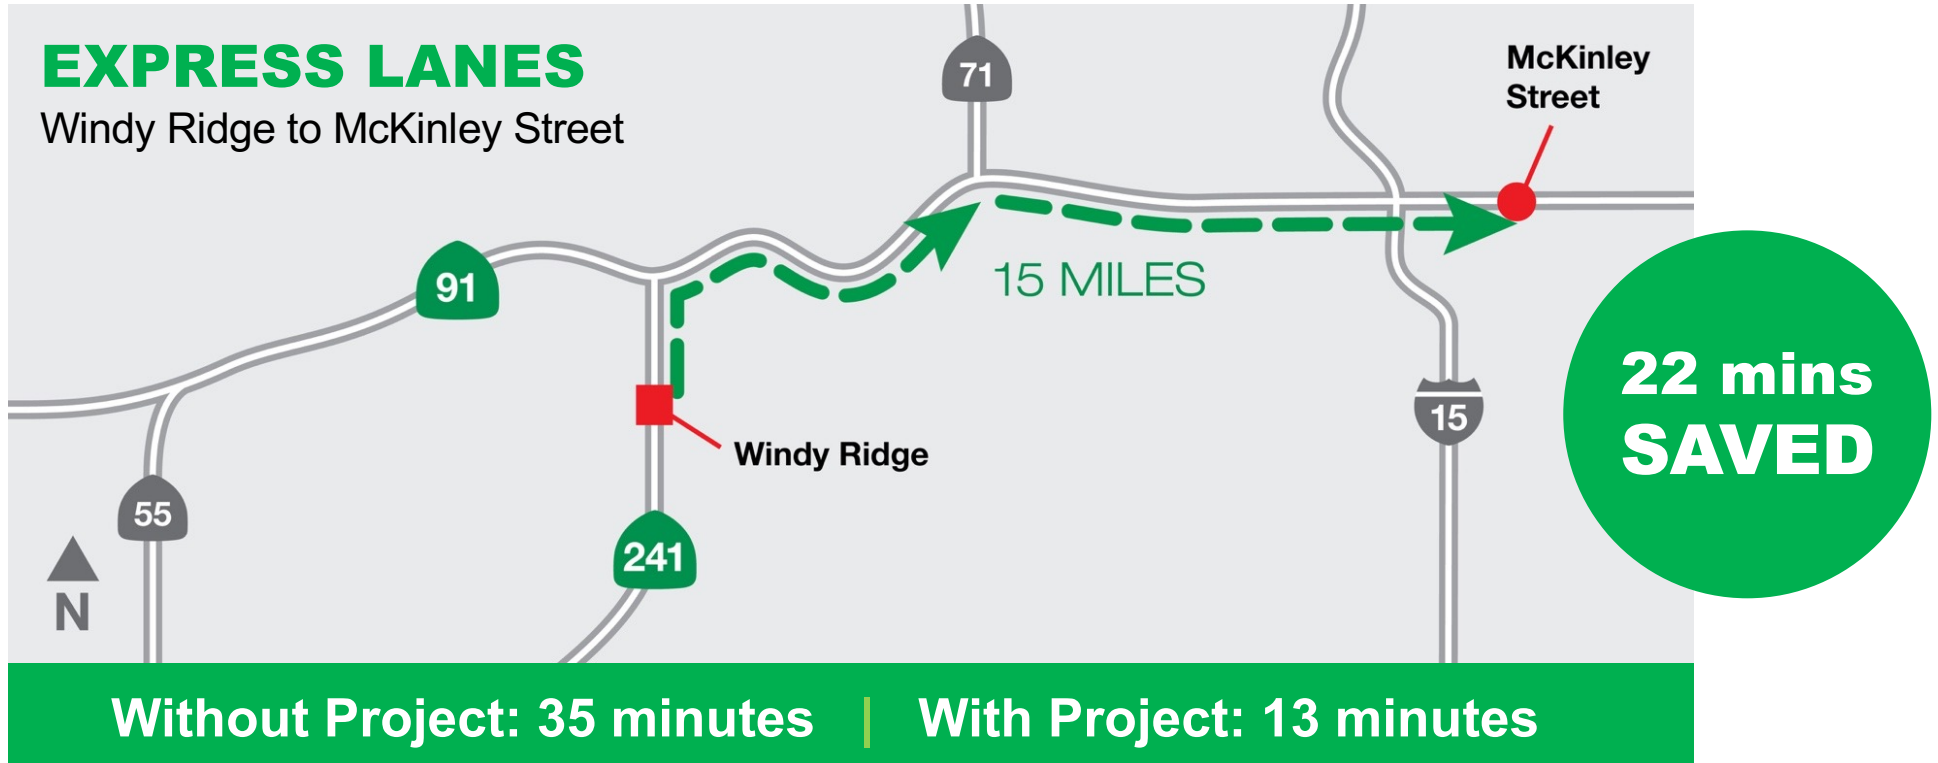 EXPRESS LANES
Windy Ridge to McKinley Street
71
McKinley
Street
91
15 MILES
22 mins
SAVED
15
Windy Ridge
55
241
N
Without Project: 35 minutes | With Project: 13 minutes